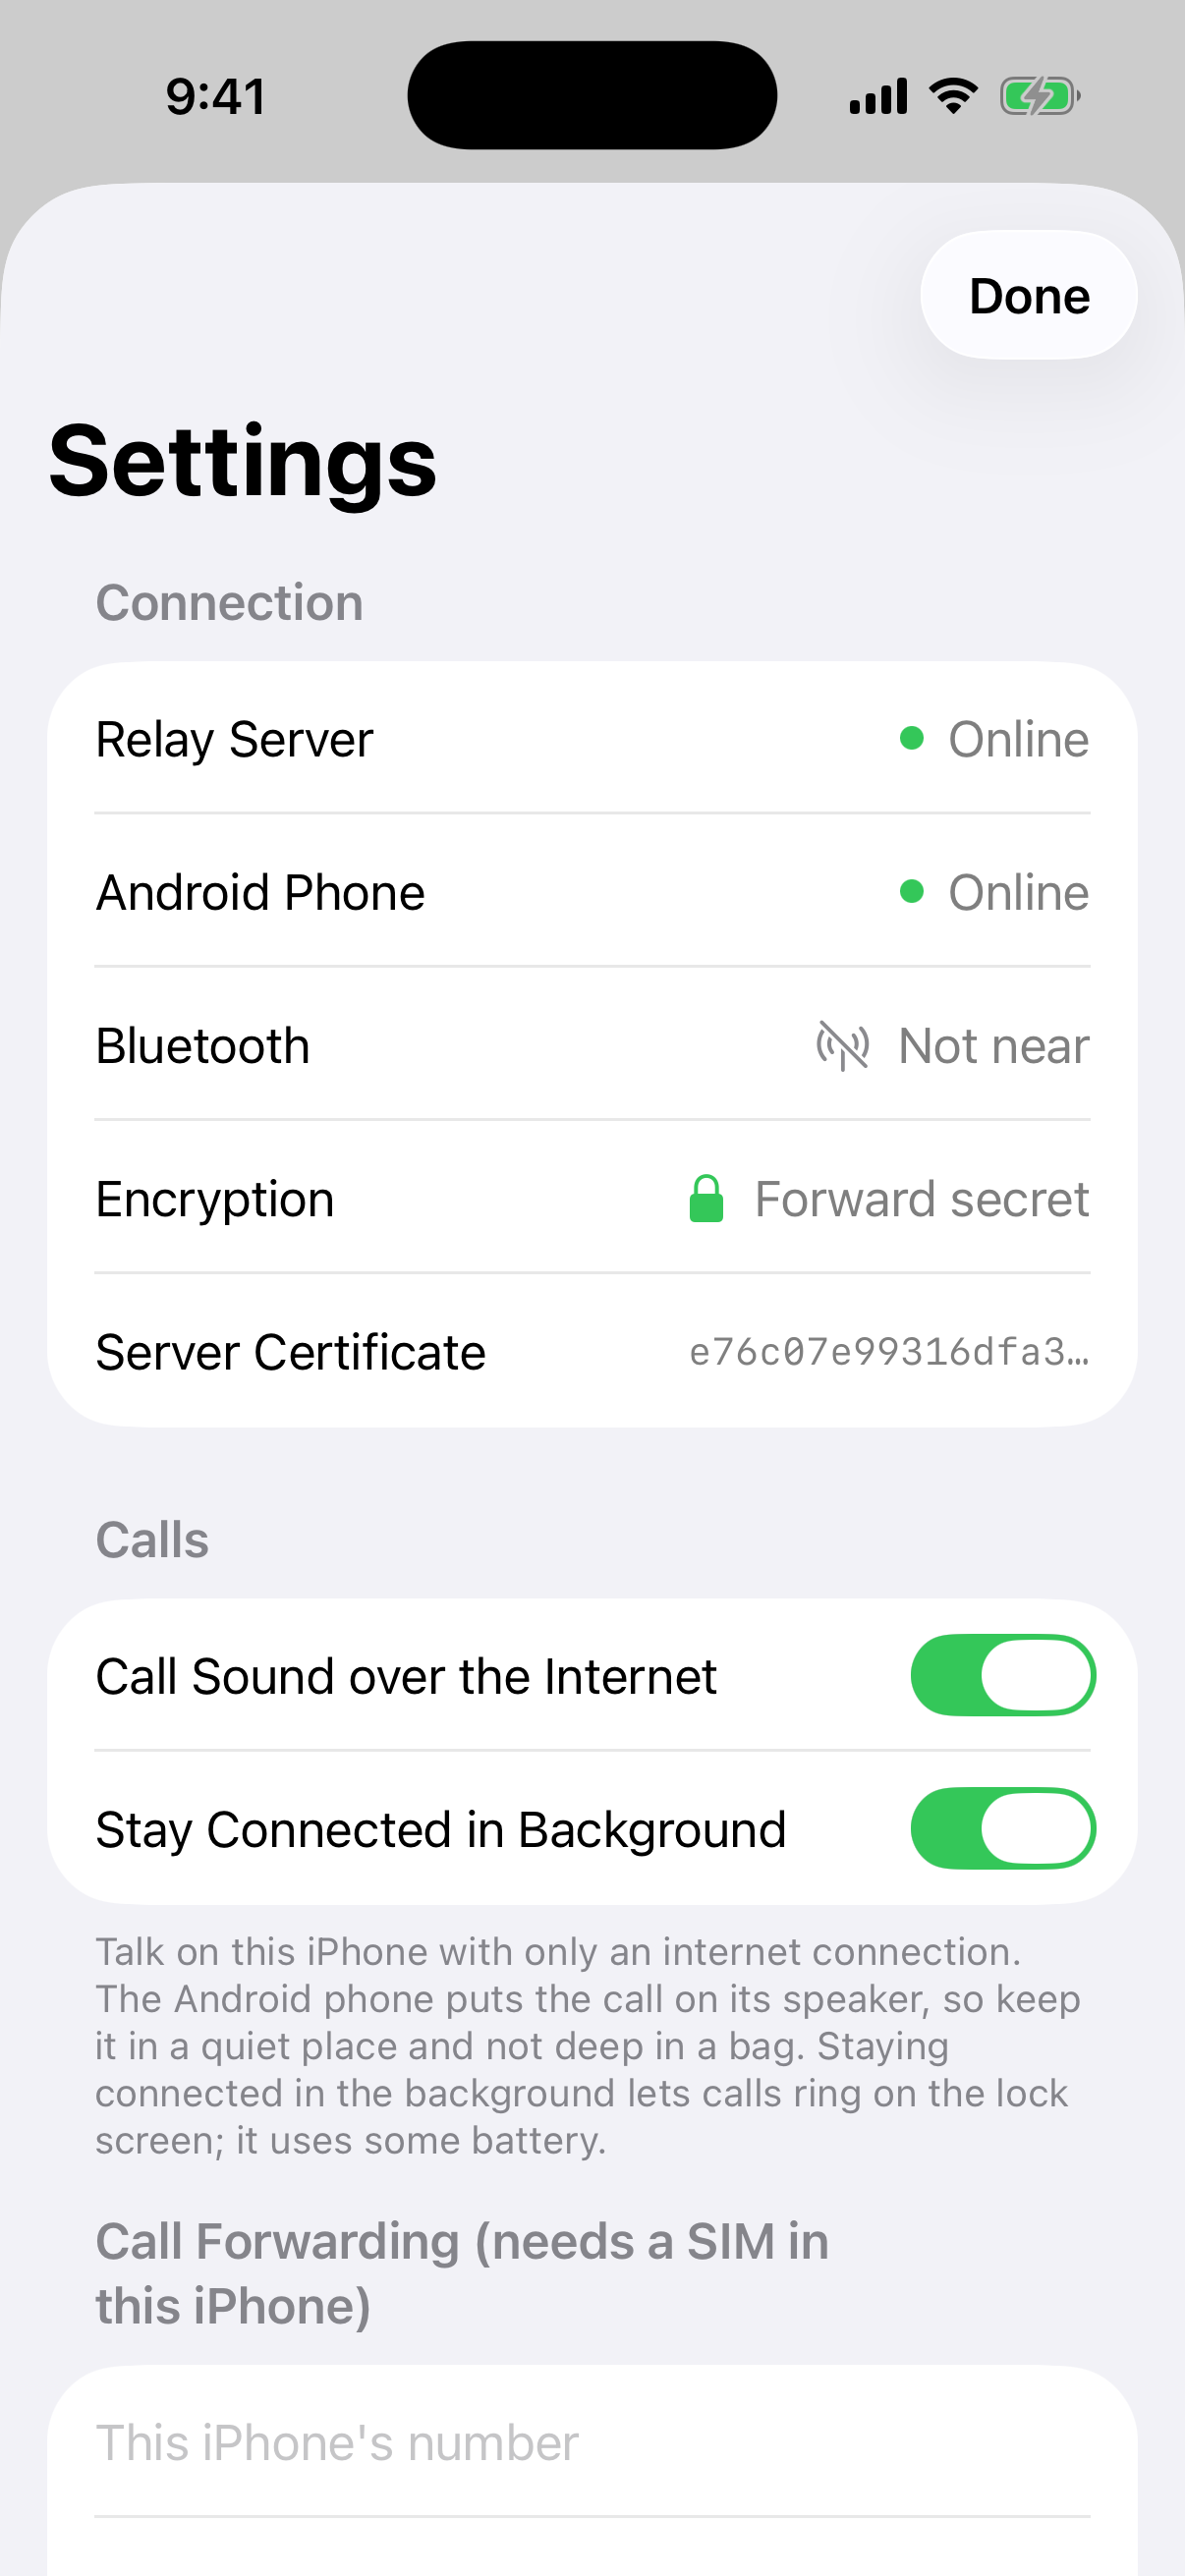 9:41
Done
Settings
Connection
Relay Server Online
Android Phone Online
Bluetooth Not near
Encryption Forward secret
Server Certificate e76c07e99316dfa3…
Calls
Call Sound over the Internet
Stay Connected in Background
Talk on this iPhone with only an internet connection.
The Android phone puts the call on its speaker, so keep
it in a quiet place and not deep in a bag. Staying
connected in the background lets calls ring on the lock
screen; it uses some battery.
Call Forwarding (needs a SIM in
this iPhone)
This iPhone's number